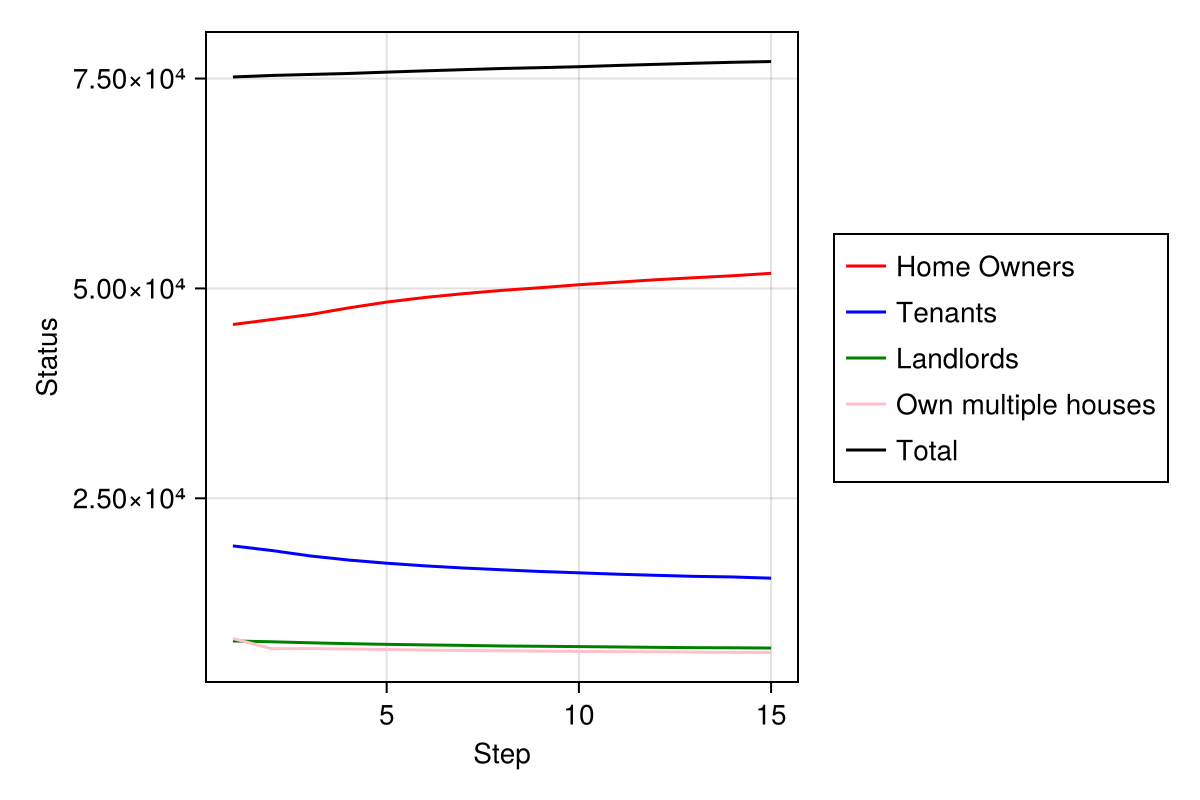 7.50×10⁴
5.00×10⁴
2.50×10⁴
Status
5
10
15
Step
Home Owners
Tenants
Landlords
Own multiple houses
Total